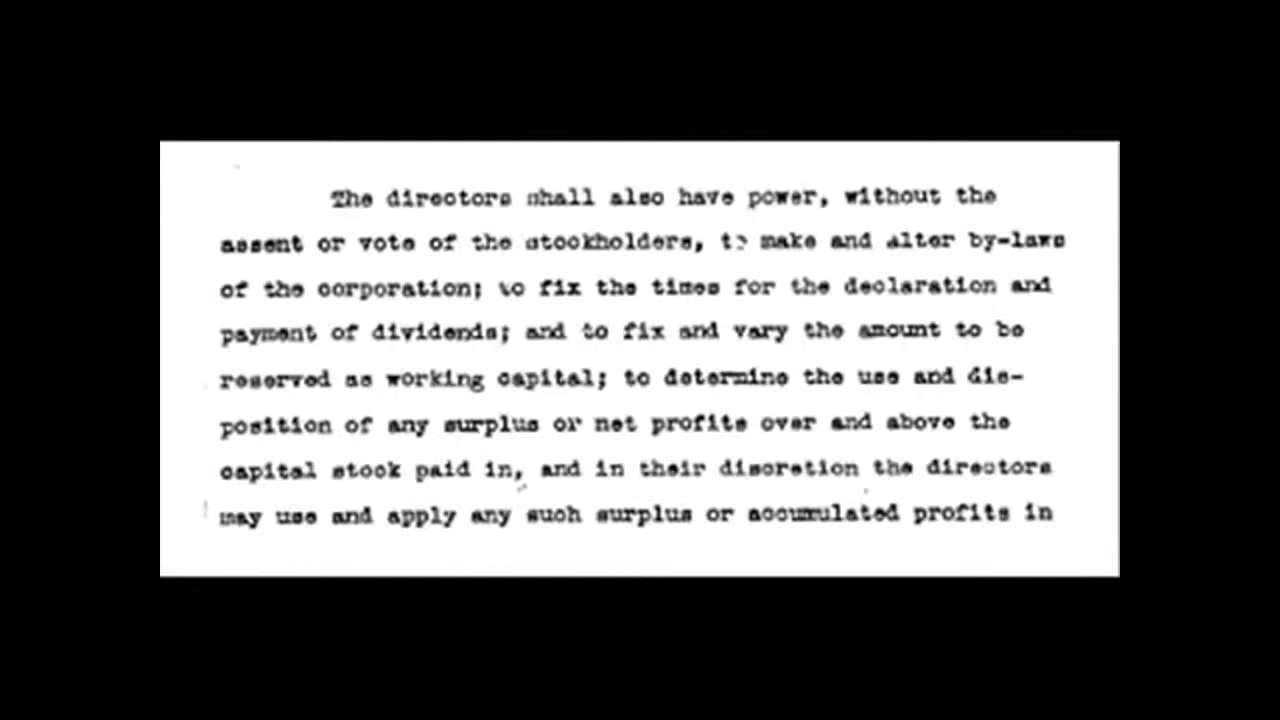 The directors shall also have power, without the
assent or vote of the stockholders, to make and alter by-laws
of the corporation; to fix the times for the declaration and
payment of dividends; and to fix and vary the amount to be
reserved as working capital; to determine the use and dis-
position of any surplus or net profits over and above the
capital stock paid in, and in their discretion the directors
may use and apply any such surplus or accumulated profits in